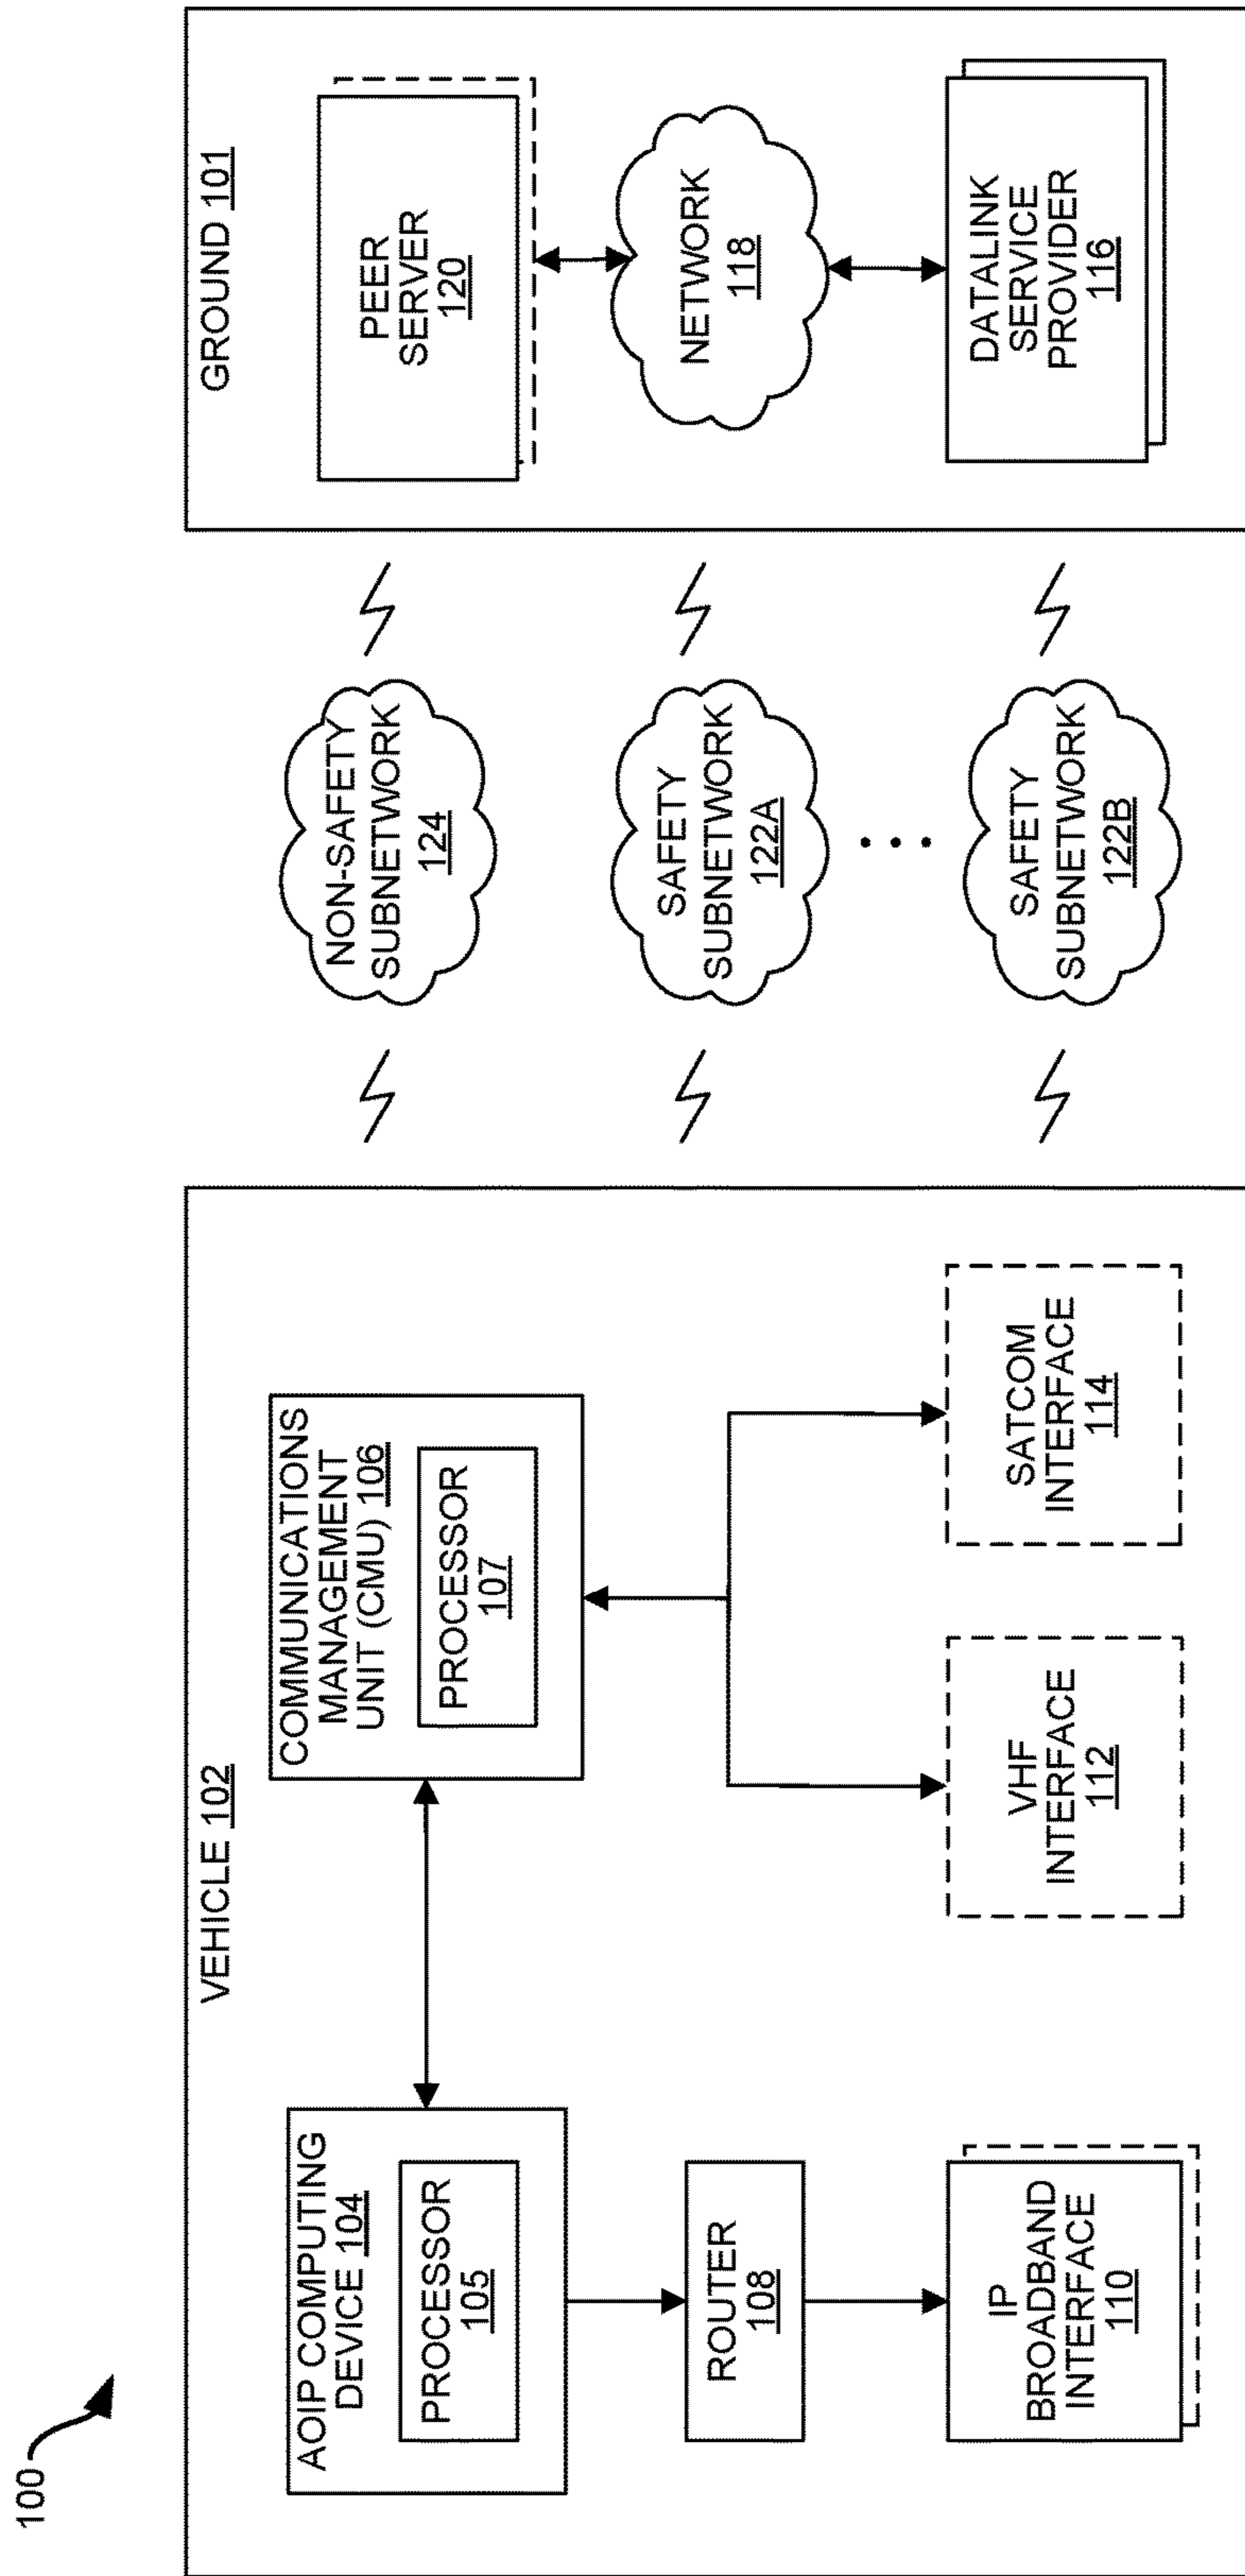 100
VEHICLE 102
AOIP COMPUTING
DEVICE 104
PROCESSOR
105
COMMUNICATIONS
MANAGEMENT
UNIT (CMU) 106
PROCESSOR
107
ROUTER
108
IP
BROADBAND
INTERFACE
110
VHF
INTERFACE
112
SATCOM
INTERFACE
114
NON-SAFETY
SUBNETWORK
124
SAFETY
SUBNETWORK
122A
SAFETY
SUBNETWORK
122B
GROUND 101
PEER
SERVER
120
NETWORK
118
DATALINK
SERVICE
PROVIDER
116